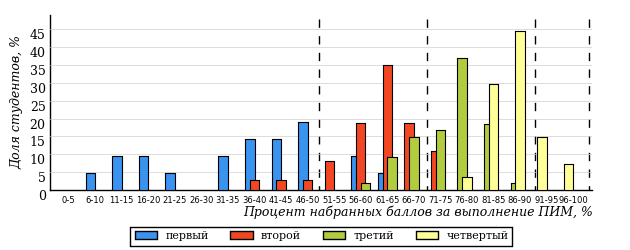 Доля студентов, %
45
40
35
30
25
20
15
10
5
0
0-5 6-10 11-15 16-20 21-25 26-30 31-35 36-40 41-45 46-50 51-55 56-60 61-65 66-70 71-75 76-80 81-85 86-90 91-95 96-100
Процент набранных баллов за выполнение ПИМ, %
первый второй третий четвертый